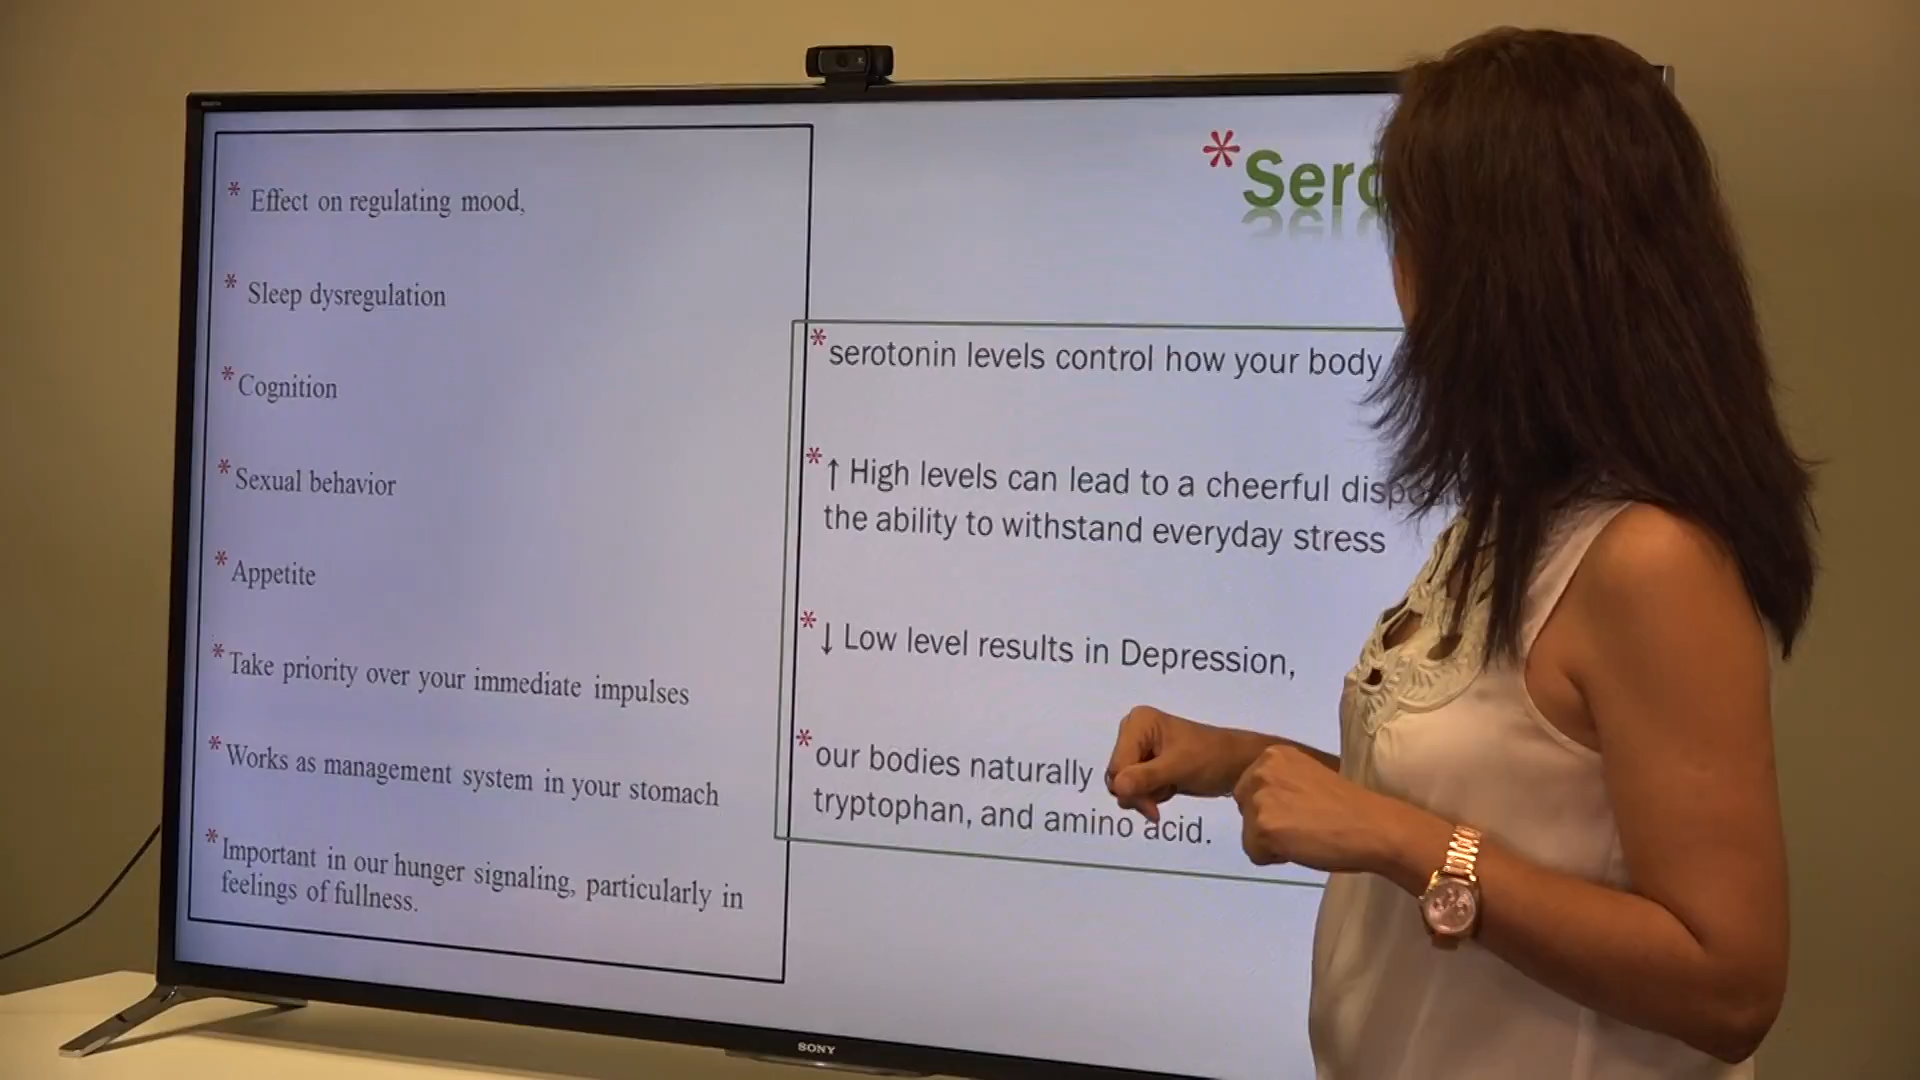 * Effect on regulating mood,
* Sleep dysregulation
* Cognition
* Sexual behavior
* Appetite
* Take priority over your immediate impulses
* Works as management system in your stomach
* Important in our hunger signaling, particularly in
feelings of fullness.
*Sero
*serotonin levels control how your body
*↑ High levels can lead to a cheerful
the ability to withstand everyday stress
*↓ Low level results in Depression,
*our bodies naturally
tryptophan, and amino acid.
SONY